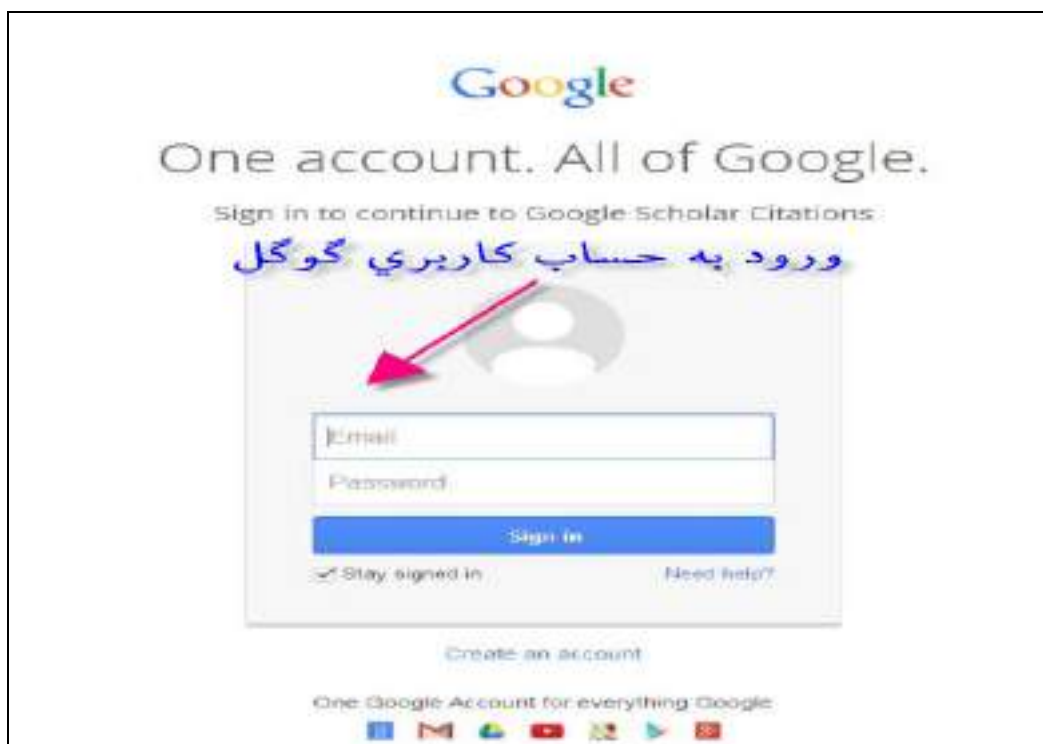 Google
One account. All of Google.
Sign in to continue to Google Scholar Citations
ورود به حساب كاربري گوگل
Email
Password
Sign in
Stay signed in
Need help?
Create an account
One Google Account for everything Google